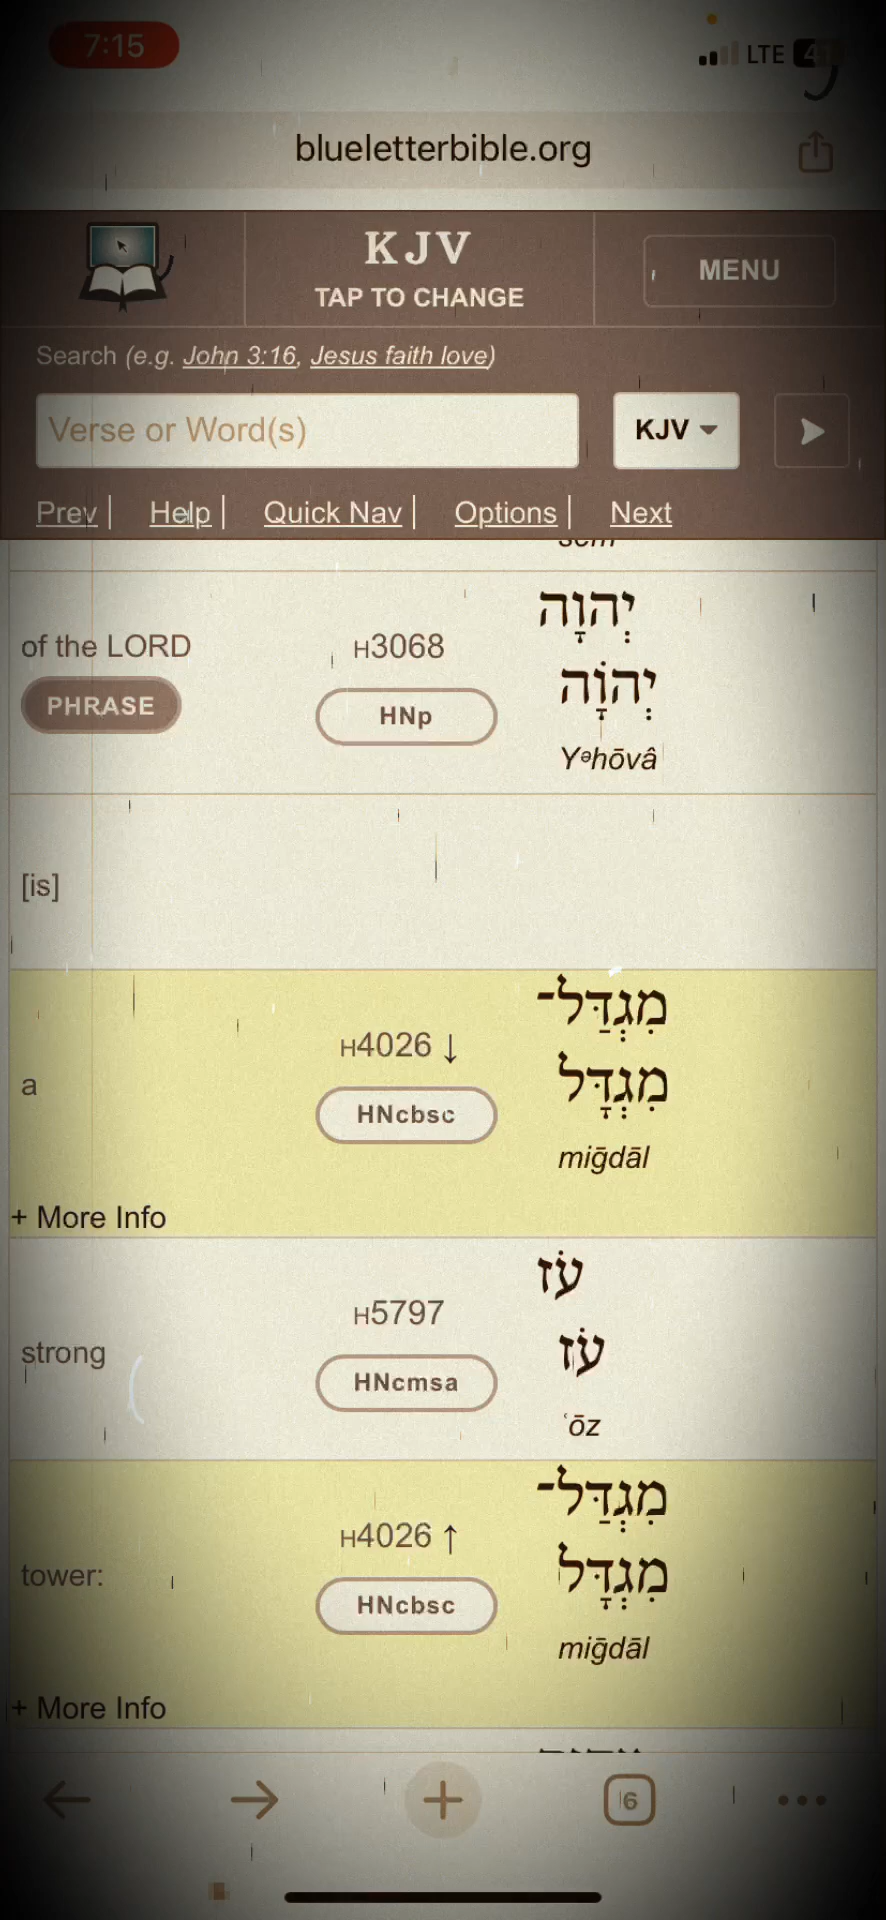 7:15
LTE
blueletterbible.org
KJV
TAP TO CHANGE
MENU
Search (e.g. John 3:16, Jesus faith love)
Verse or Word(s)
KJV
Prev | Help | Quick Nav | Options | Next
of the LORD
PHRASE
H3068
HNp
יְהוָה
יְהוָֹה
Yᵊhōvâ
[is]
a
H4026 ↓
HNcbsc
מִגְדַּל־
מִגְדָּל
miḡdāl
+ More Info
strong
H5797
HNcmsa
עֹז
עֹז
ʿōz
tower:
H4026 ↑
HNcbsc
מִגְדַּל־
מִגְדָּל
miḡdāl
+ More Info
6